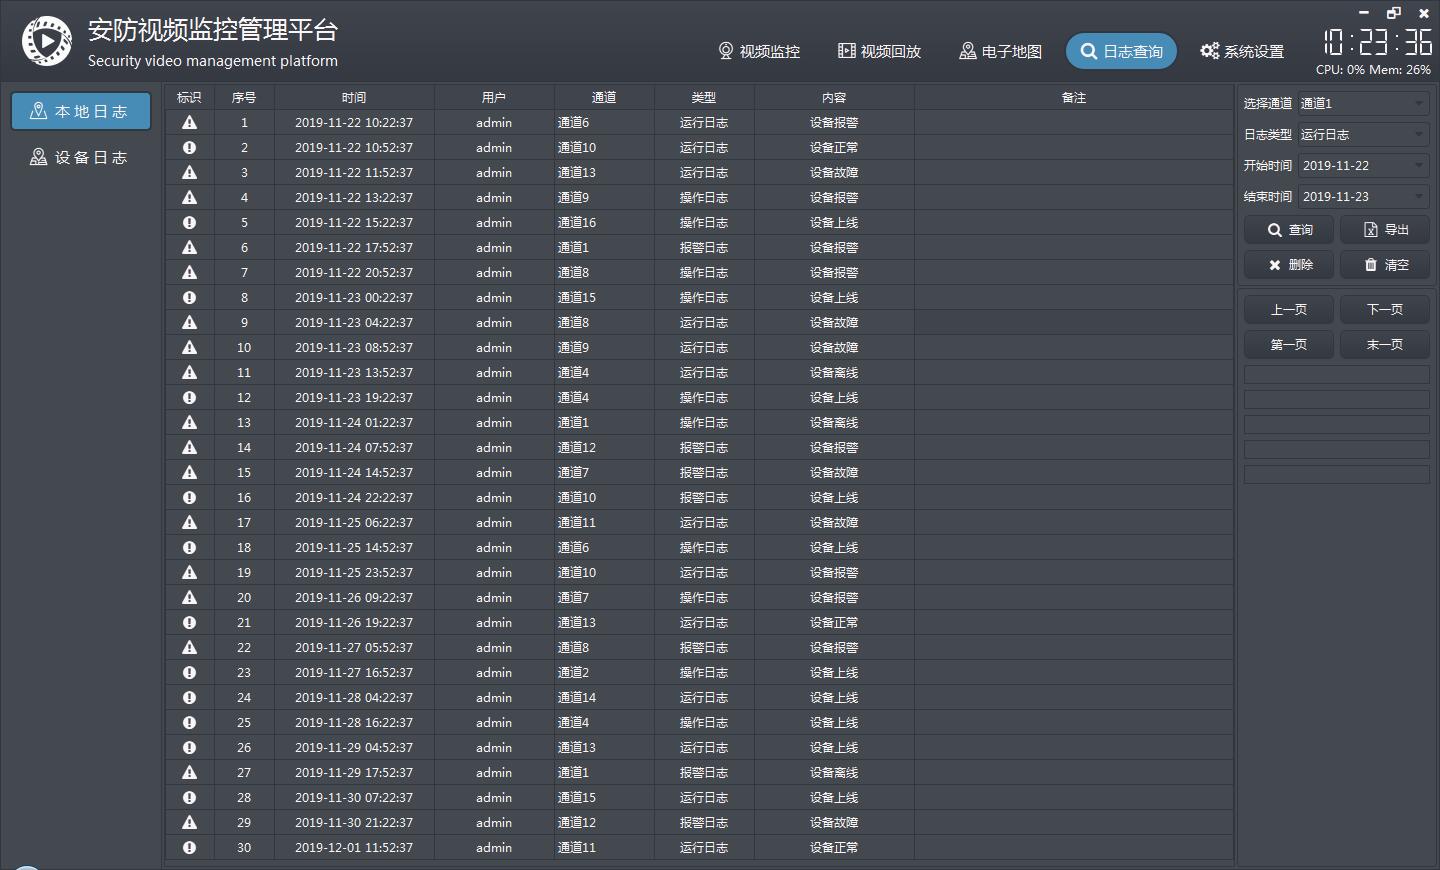 安防视频监控管理平台
Security video management platform
视频监控 视频回放 电子地图 日志查询 系统设置
10:23:36
CPU: 0% Mem: 26%
本地日志
设备日志
标识 序号 时间 用户 通道 类型 内容 备注
1 2019-11-22 10:22:37 admin 通道6 运行日志 设备报警
2 2019-11-22 10:52:37 admin 通道10 运行日志 设备正常
3 2019-11-22 11:52:37 admin 通道13 运行日志 设备故障
4 2019-11-22 13:22:37 admin 通道9 操作日志 设备报警
5 2019-11-22 15:22:37 admin 通道16 操作日志 设备上线
6 2019-11-22 17:52:37 admin 通道1 报警日志 设备报警
7 2019-11-22 20:52:37 admin 通道8 操作日志 设备报警
8 2019-11-23 00:22:37 admin 通道15 操作日志 设备上线
9 2019-11-23 04:22:37 admin 通道8 运行日志 设备故障
10 2019-11-23 08:52:37 admin 通道9 运行日志 设备故障
11 2019-11-23 13:52:37 admin 通道4 运行日志 设备离线
12 2019-11-23 19:22:37 admin 通道4 操作日志 设备上线
13 2019-11-24 01:22:37 admin 通道1 操作日志 设备离线
14 2019-11-24 07:52:37 admin 通道12 报警日志 设备报警
15 2019-11-24 14:52:37 admin 通道7 报警日志 设备故障
16 2019-11-24 22:22:37 admin 通道10 报警日志 设备上线
17 2019-11-25 06:22:37 admin 通道11 运行日志 设备故障
18 2019-11-25 14:52:37 admin 通道6 操作日志 设备上线
19 2019-11-25 23:52:37 admin 通道10 运行日志 设备报警
20 2019-11-26 09:22:37 admin 通道7 操作日志 设备报警
21 2019-11-26 19:22:37 admin 通道13 运行日志 设备正常
22 2019-11-27 05:52:37 admin 通道8 报警日志 设备报警
23 2019-11-27 16:52:37 admin 通道2 操作日志 设备上线
24 2019-11-28 04:22:37 admin 通道14 运行日志 设备上线
25 2019-11-28 16:22:37 admin 通道4 操作日志 设备上线
26 2019-11-29 04:52:37 admin 通道13 运行日志 设备上线
27 2019-11-29 17:52:37 admin 通道1 报警日志 设备离线
28 2019-11-30 07:22:37 admin 通道15 运行日志 设备上线
29 2019-11-30 21:22:37 admin 通道12 报警日志 设备故障
30 2019-12-01 11:52:37 admin 通道11 运行日志 设备正常
选择通道 通道1
日志类型 运行日志
开始时间 2019-11-22
结束时间 2019-11-23
查询 导出
删除 清空
上一页 下一页
第一页 末一页